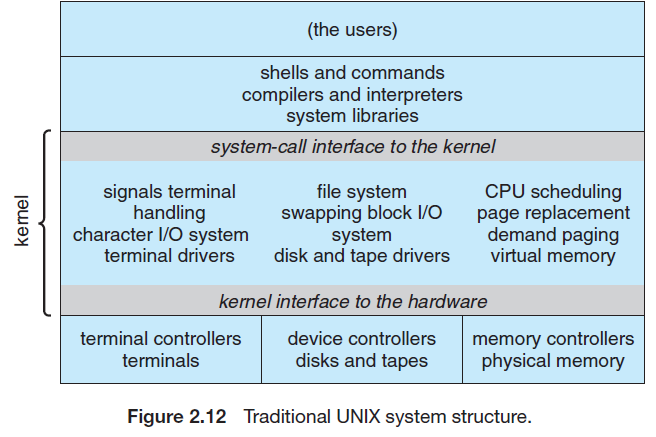 (the users)
shells and commands
compilers and interpreters
system libraries
system-call interface to the kernel
kernel
signals terminal
handling
character I/O system
terminal drivers
file system
swapping block I/O
system
disk and tape drivers
CPU scheduling
page replacement
demand paging
virtual memory
kernel interface to the hardware
terminal controllers
terminals
device controllers
disks and tapes
memory controllers
physical memory
Figure 2.12 Traditional UNIX system structure.